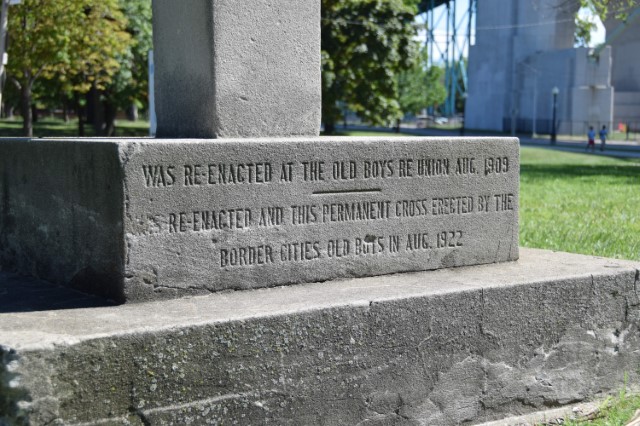 WAS RE-ENACTED AT THE OLD BOYS RE UNION AUG. 1909
RE-ENACTED AND THIS PERMANENT CROSS ERECTED BY THE
BORDER CITIES OLD BOYS IN AUG. 1922